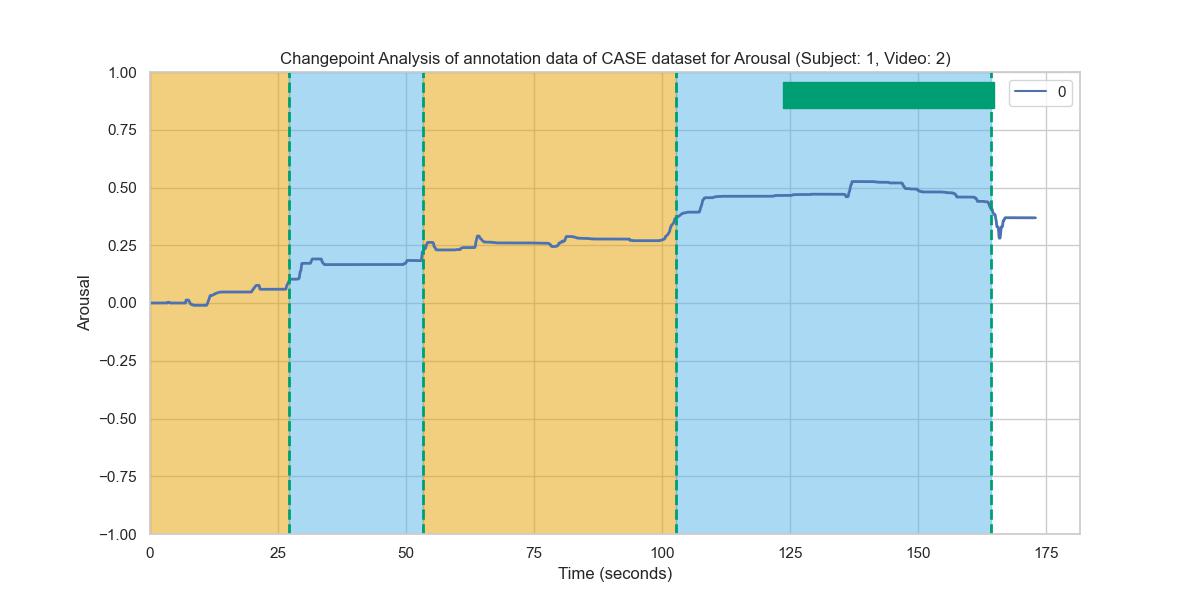 Changepoint Analysis of annotation data of CASE dataset for Arousal (Subject: 1, Video: 2)
0
1.00
0.75
0.50
0.25
0.00
−0.25
−0.50
−0.75
−1.00
Arousal
0 25 50 75 100 125 150 175
Time (seconds)